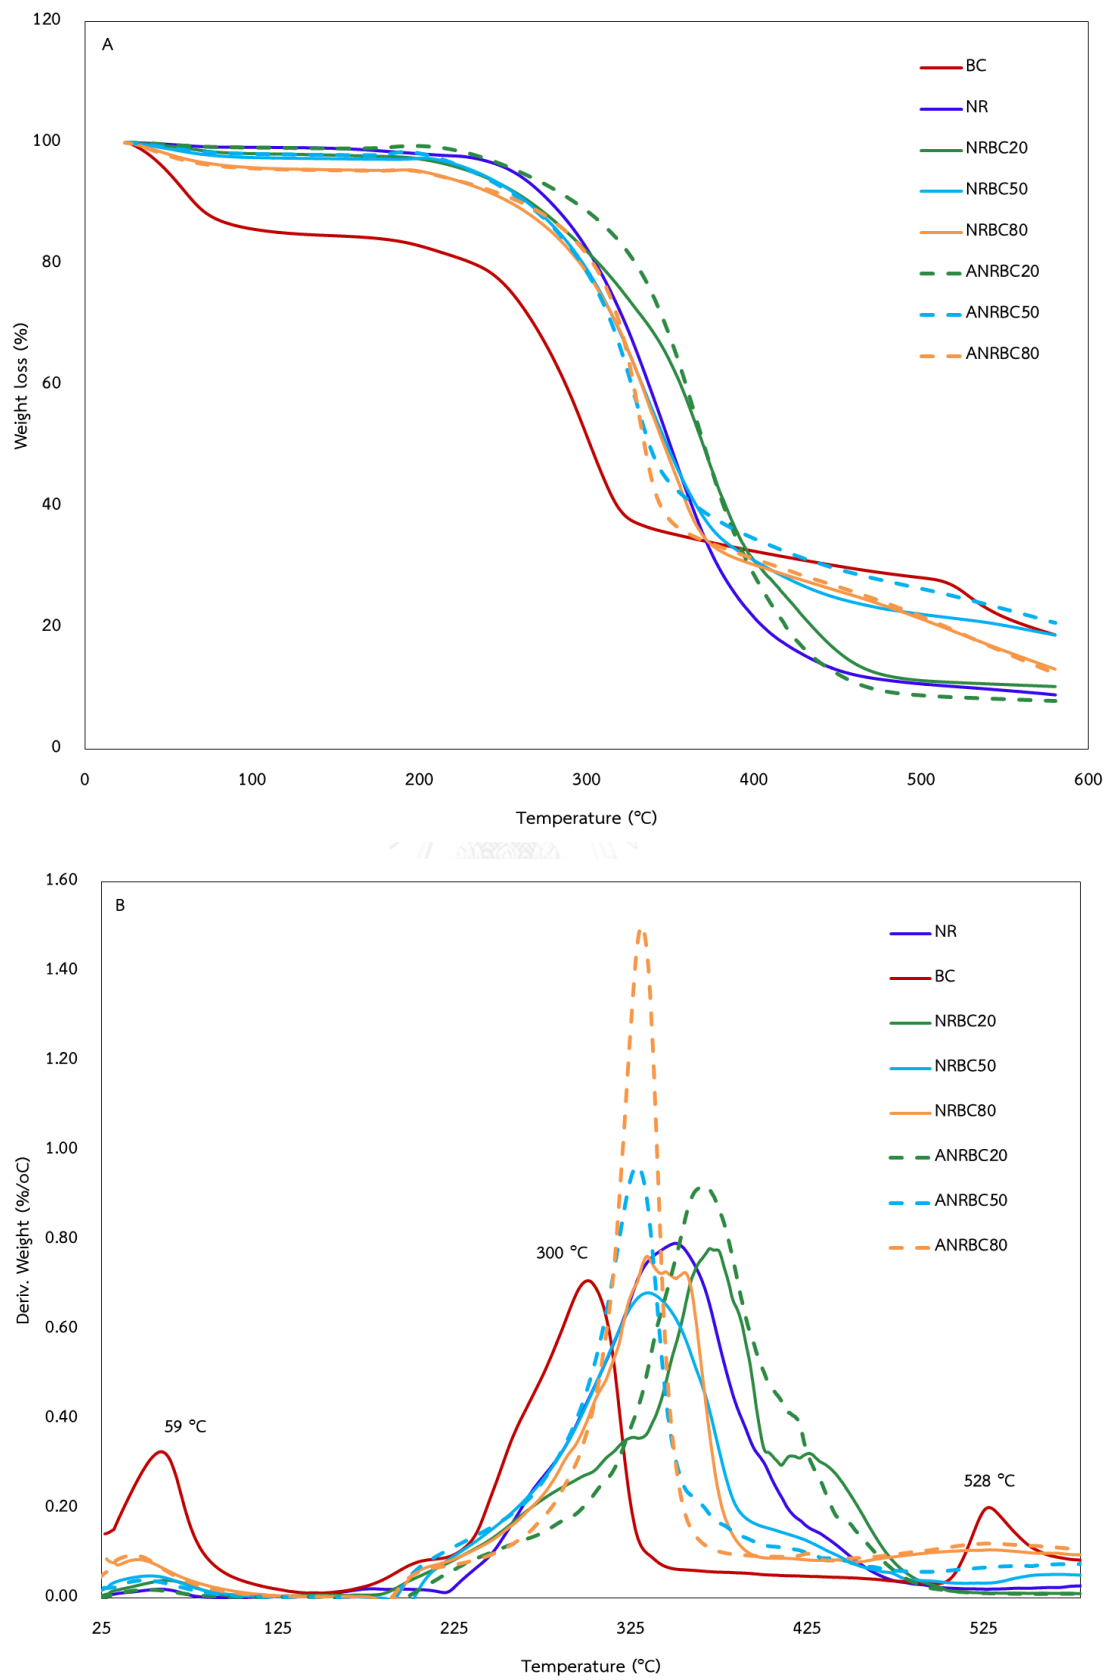 120
A
BC
NR
100
NRBC20
NRBC50
NRBC80
80
ANRBC20
ANRBC50
ANRBC80
60
Weight loss (%)
40
20
0
0 100 200 300 400 500 600
Temperature (°C)
1.60
B
NR
1.40
BC
NRBC20
1.20
NRBC50
NRBC80
1.00
ANRBC20
ANRBC50
0.80
300 °C
ANRBC80
Deriv. Weight (%/oC)
0.60
0.40
59 °C
528 °C
0.20
0.00
25 125 225 325 425 525
Temperature (°C)